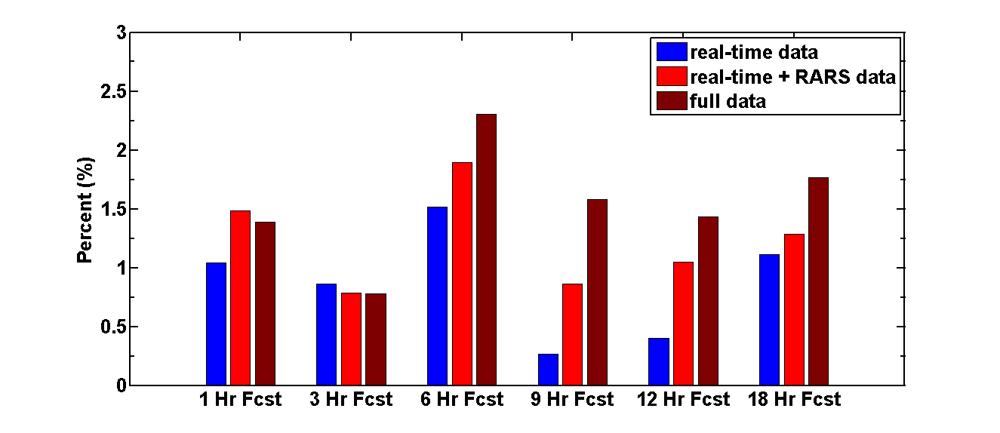 3
2.5
2
1.5
1
0.5
0
Percent (%)
real-time data
real-time + RARS data
full data
1 Hr Fcst
3 Hr Fcst
6 Hr Fcst
9 Hr Fcst
12 Hr Fcst
18 Hr Fcst